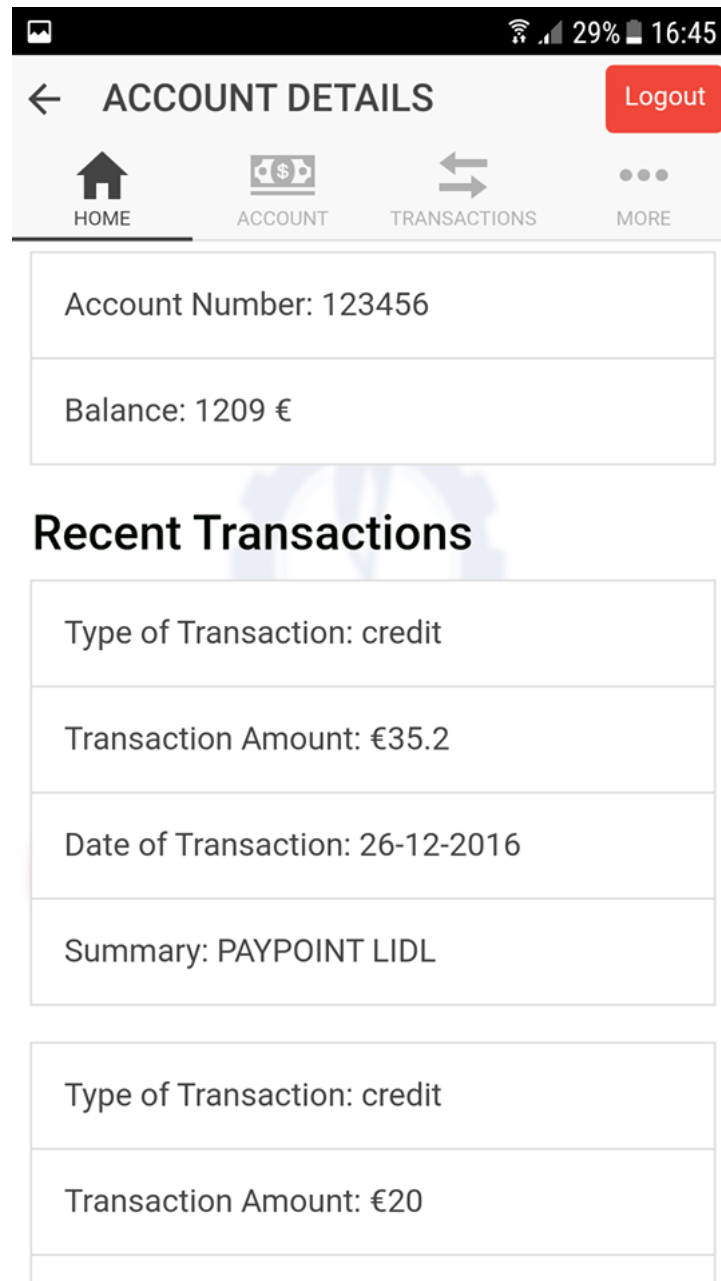 29% 16:45
ACCOUNT DETAILS Logout
HOME ACCOUNT TRANSACTIONS MORE
Account Number: 123456
Balance: 1209 €
Recent Transactions
Type of Transaction: credit
Transaction Amount: €35.2
Date of Transaction: 26-12-2016
Summary: PAYPOINT LIDL
Type of Transaction: credit
Transaction Amount: €20